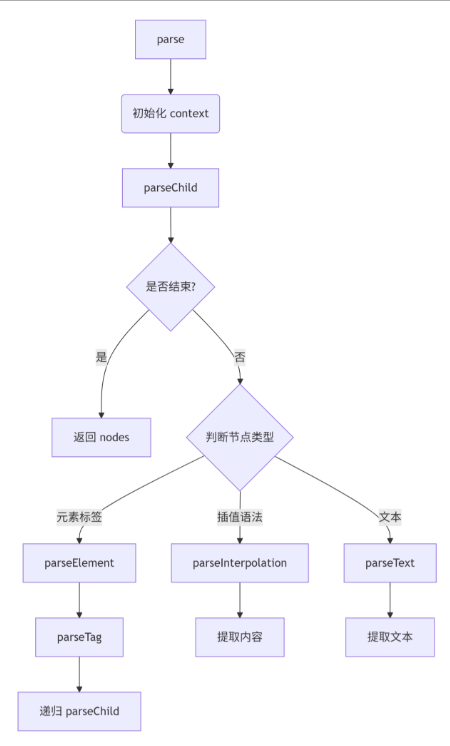 parse
初始化 context
parseChild
是否结束?
是
否
返回 nodes
判断节点类型
元素标签
插值语法
文本
parseElement
parseInterpolation
parseText
parseTag
提取内容
提取文本
递归 parseChild